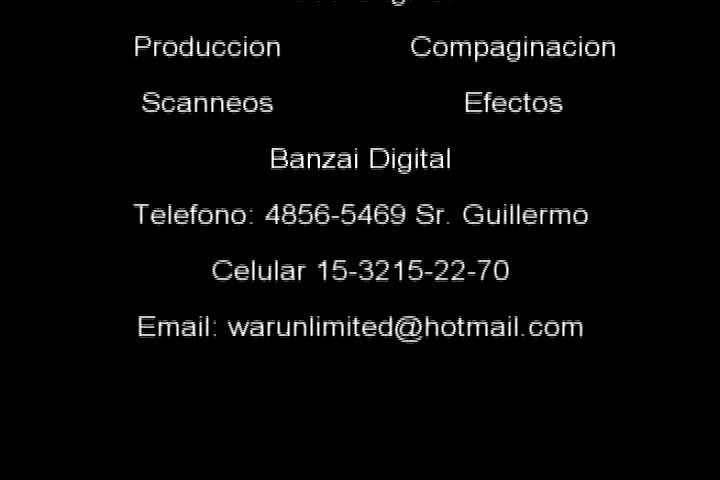 Produccion Compaginacion
Scanneos Efectos
Banzai Digital
Telefono: 4856-5469 Sr. Guillermo
Celular 15-3215-22-70
Email: warunlimited@hotmail.com